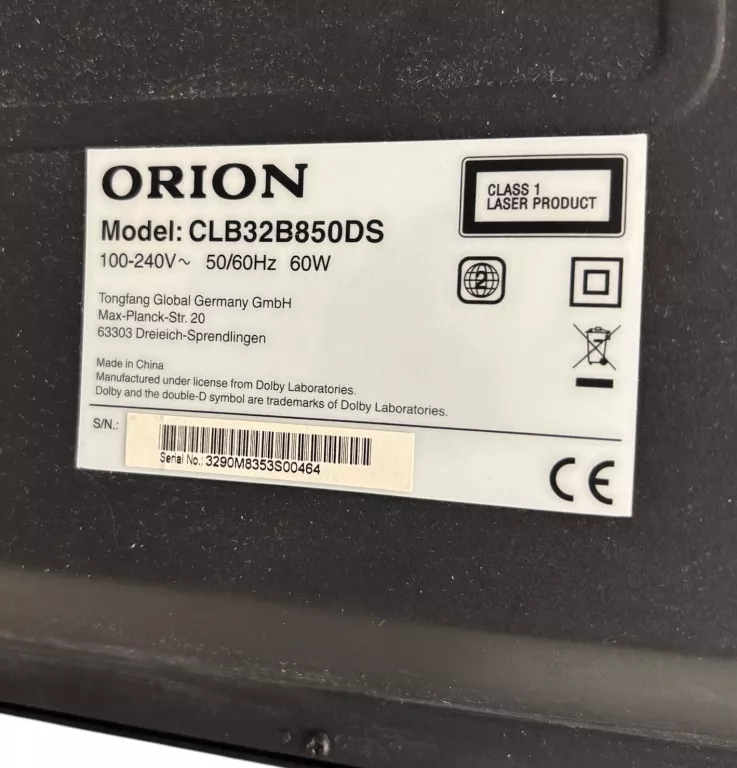 ORION
Model: CLB32B850DS
100-240V~ 50/60Hz 60W
CLASS 1
LASER PRODUCT
2
Tongfang Global Germany GmbH
Max-Planck-Str. 20
63303 Dreieich-Sprendlingen
Made in China
Manufactured under license from Dolby Laboratories.
Dolby and the double-D symbol are trademarks of Dolby Laboratories.
S/N.:
Serial No.: 3290M8353S00464
CE